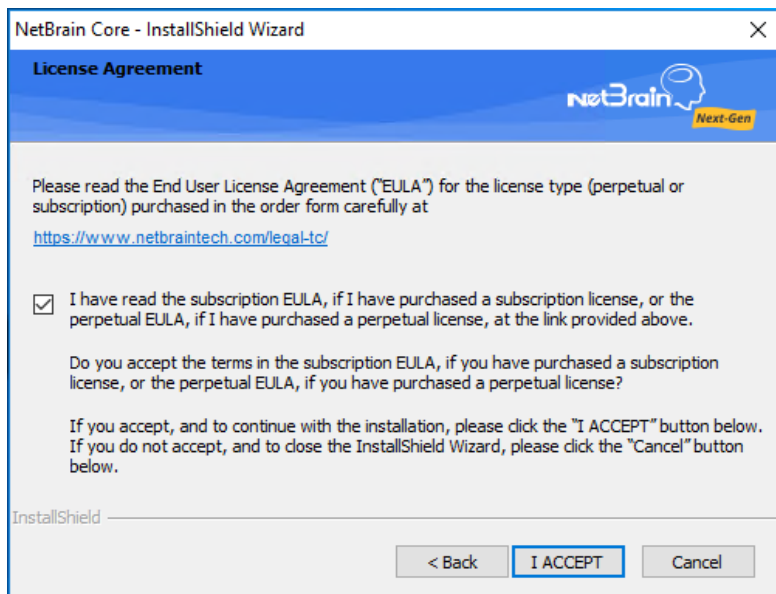 NetBrain Core - InstallShield Wizard
License Agreement
NetBrain
Next-Gen
Please read the End User License Agreement ("EULA") for the license type (perpetual or
subscription) purchased in the order form carefully at
https://www.netbraintech.com/legal-tc/
I have read the subscription EULA, if I have purchased a subscription license, or the
perpetual EULA, if I have purchased a perpetual license, at the link provided above.
Do you accept the terms in the subscription EULA, if you have purchased a subscription
license, or the perpetual EULA, if you have purchased a perpetual license?
If you accept, and to continue with the installation, please click the "I ACCEPT" button below.
If you do not accept, and to close the InstallShield Wizard, please click the "Cancel" button
below.
InstallShield
< Back
I ACCEPT
Cancel